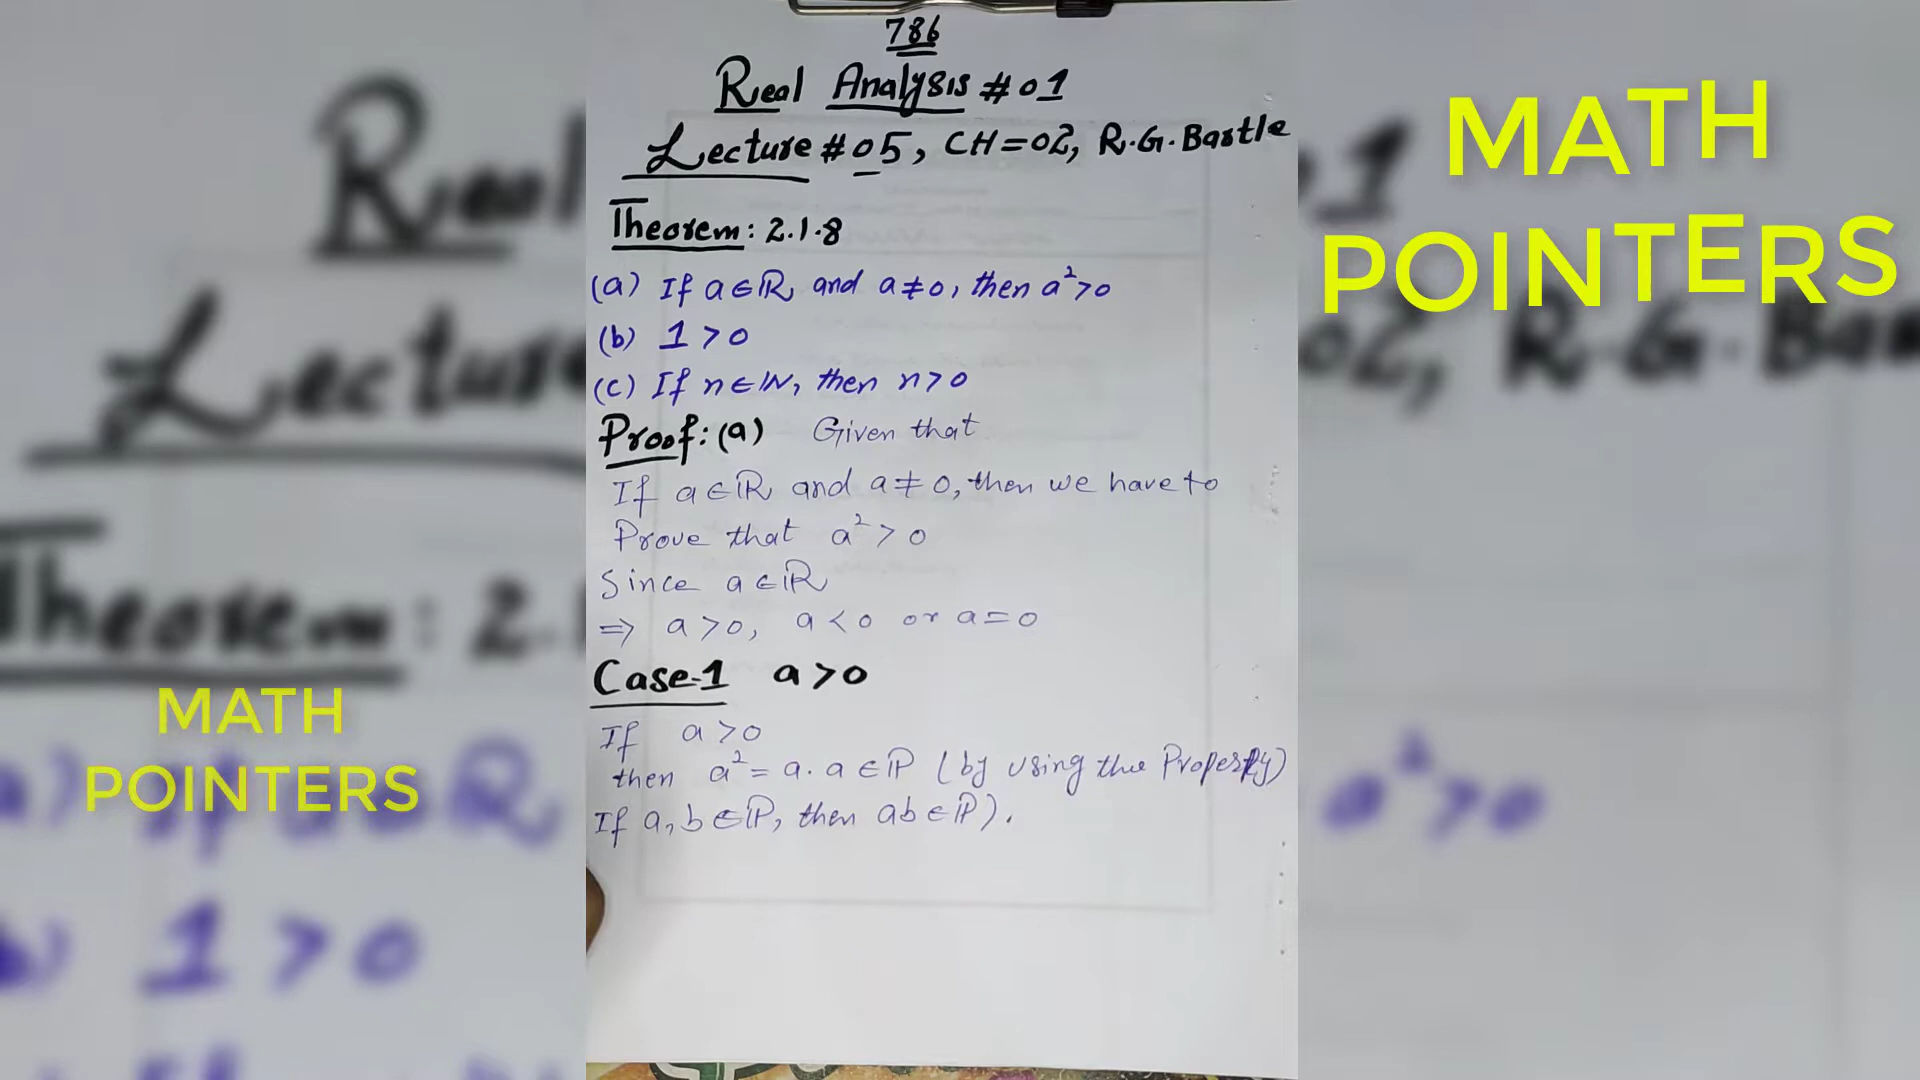 786
Real Analysis # 01
Lecture # 05, CH=02, R.G.Bartle
Theorem: 2.1.8
(a) If a∈ℝ and a≠0, then a²>0
(b) 1 > 0
(c) If n∈ℕ, then n>0
Proof: (a) Given that
If a∈ℝ and a≠0, then we have to
Prove that a² > 0
Since a∈ℝ
⇒ a>0, a<0 or a=0
Case-1 a>0
If a>0
then a² = a.a∈ℙ (by using the Property)
If a,b∈ℙ, then ab∈ℙ).
MATH
POINTERS
MATH
POINTERS